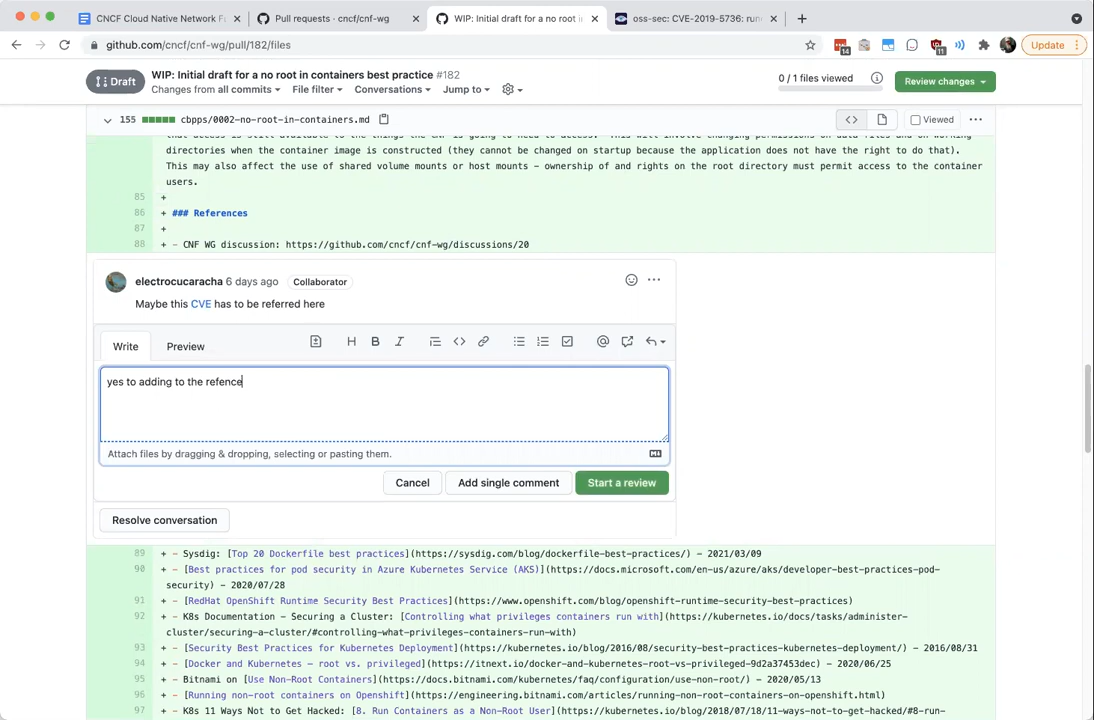 CNCF Cloud Native Network F
Pull requests · cncf/cnf-wg
WIP: Initial draft for a no root in
oss-sec: CVE-2019-5736: run
github.com/cncf/cnf-wg/pull/182/files
14
11
Update
Draft
WIP: Initial draft for a no root in containers best practice #182
Changes from all commits
File filter
Conversations
Jump to
0 / 1 files viewed
Review changes
155
cbpps/0002-no-root-in-containers.md
Viewed
directories when the container image is constructed (they cannot be changed on startup because the application does not have the right to do that).
This may also affect the use of shared volume mounts or host mounts – ownership of and rights on the root directory must permit access to the container
users.
85 +
86 + ### References
87 +
88 + - CNF WG discussion: https://github.com/cncf/cnf-wg/discussions/20
electrocucaracha 6 days ago Collaborator
Maybe this CVE has to be referred here
Write
Preview
yes to adding to the refence
Attach files by dragging & dropping, selecting or pasting them.
Cancel
Add single comment
Start a review
Resolve conversation
89 + - Sysdig: [Top 20 Dockerfile best practices](https://sysdig.com/blog/dockerfile-best-practices/) - 2021/03/09
90 + - [Best practices for pod security in Azure Kubernetes Service (AKS)](https://docs.microsoft.com/en-us/azure/aks/developer-best-practices-pod-
security) - 2020/07/28
91 + - [RedHat OpenShift Runtime Security Best Practices](https://www.openshift.com/blog/openshift-runtime-security-best-practices)
92 + - K8s Documentation - Securing a Cluster: [Controlling what privileges containers run with](https://kubernetes.io/docs/tasks/administer-
cluster/securing-a-cluster/#controlling-what-privileges-containers-run-with)
93 + - [Security Best Practices for Kubernetes Deployment](https://kubernetes.io/blog/2016/08/security-best-practices-kubernetes-deployment/) - 2016/08/31
94 + - [Docker and Kubernetes — root vs. privileged](https://itnext.io/docker-and-kubernetes-root-vs-privileged-9d2a37453dec) - 2020/06/25
95 + - Bitnami on [Use Non-Root Containers](https://docs.bitnami.com/kubernetes/faq/configuration/use-non-root/) - 2020/05/13
96 + - [Running non-root containers on Openshift](https://engineering.bitnami.com/articles/running-non-root-containers-on-openshift.html)
97 + - K8s 11 Ways Not to Get Hacked: [8. Run Containers as a Non-Root User](https://kubernetes.io/blog/2018/07/18/11-ways-not-to-get-hacked/#8-run-